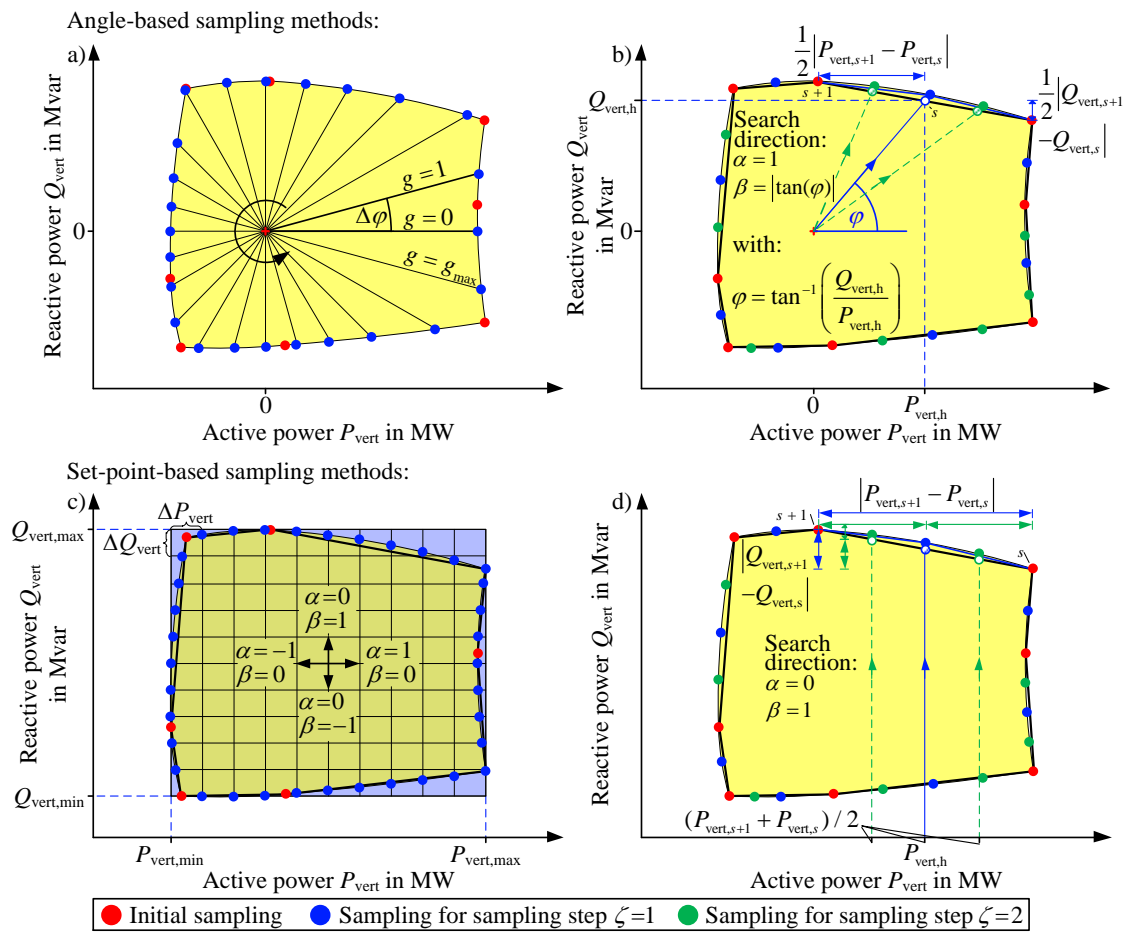 Angle-based sampling methods:
a)
Reactive power Q_vert in Mvar
0
g=1
Δφ
g=0
g=g_max
0
Active power P_vert in MW
b)
1/2|P_vert,s+1 − P_vert,s|
Reactive power Q_vert
in Mvar
Q_vert,h
0
s+1
s
1/2|Q_vert,s+1
−Q_vert,s|
Search
direction:
α=1
β=|tan(φ)|
φ
with:
φ=tan⁻¹(Q_vert,h/P_vert,h)
0
P_vert,h
Active power P_vert in MW
Set-point-based sampling methods:
c)
Reactive power Q_vert
in Mvar
Q_vert,max
ΔP_vert
ΔQ_vert
α=0
β=1
α=−1
β=0
α=1
β=0
α=0
β=−1
Q_vert,min
P_vert,min
P_vert,max
Active power P_vert in MW
d)
|P_vert,s+1 − P_vert,s|
Reactive power Q_vert in Mvar
s+1
s
|Q_vert,s+1
−Q_vert,s|
Search
direction:
α=0
β=1
(P_vert,s+1 + P_vert,s)/2
P_vert,h
Active power P_vert in MW
Initial sampling
Sampling for sampling step ζ=1
Sampling for sampling step ζ=2